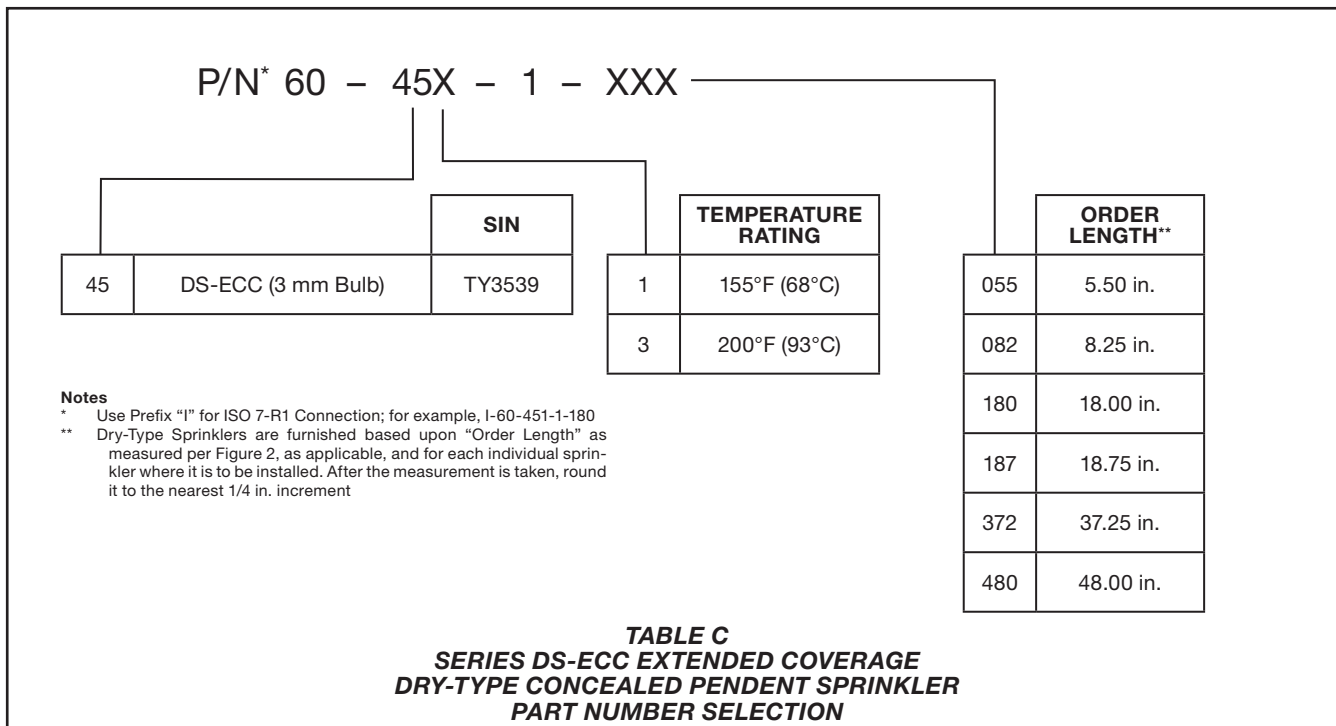 P/N* 60 – 45X – 1 – XXX
SIN
45 DS-ECC (3 mm Bulb) TY3539
TEMPERATURE
RATING
1 155°F (68°C)
3 200°F (93°C)
ORDER
LENGTH**
055 5.50 in.
082 8.25 in.
180 18.00 in.
187 18.75 in.
372 37.25 in.
480 48.00 in.
Notes
* Use Prefix “I” for ISO 7-R1 Connection; for example, I-60-451-1-180
** Dry-Type Sprinklers are furnished based upon “Order Length” as
measured per Figure 2, as applicable, and for each individual sprin-
kler where it is to be installed. After the measurement is taken, round
it to the nearest 1/4 in. increment
TABLE C
SERIES DS-ECC EXTENDED COVERAGE
DRY-TYPE CONCEALED PENDENT SPRINKLER
PART NUMBER SELECTION